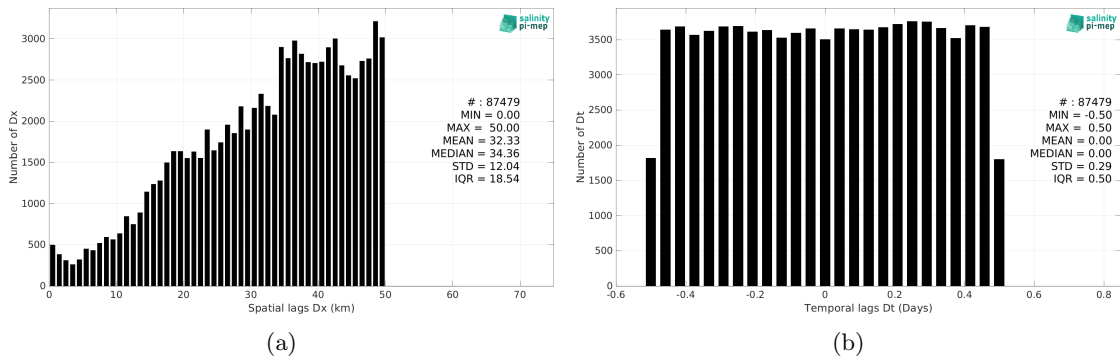 salinity
pi-mep
3000
2500
2000
1500
1000
500
0
Number of Dx
# : 87479
MIN = 0.00
MAX = 50.00
MEAN = 32.33
MEDIAN = 34.36
STD = 12.04
IQR = 18.54
0 10 20 30 40 50 60 70
Spatial lags Dx (km)
(a)
salinity
pi-mep
3500
3000
2500
2000
1500
1000
500
0
Number of Dt
# : 87479
MIN = -0.50
MAX = 0.50
MEAN = 0.00
MEDIAN = 0.00
STD = 0.29
IQR = 0.50
-0.6 -0.4 -0.2 0 0.2 0.4 0.6 0.8
Temporal lags Dt (Days)
(b)